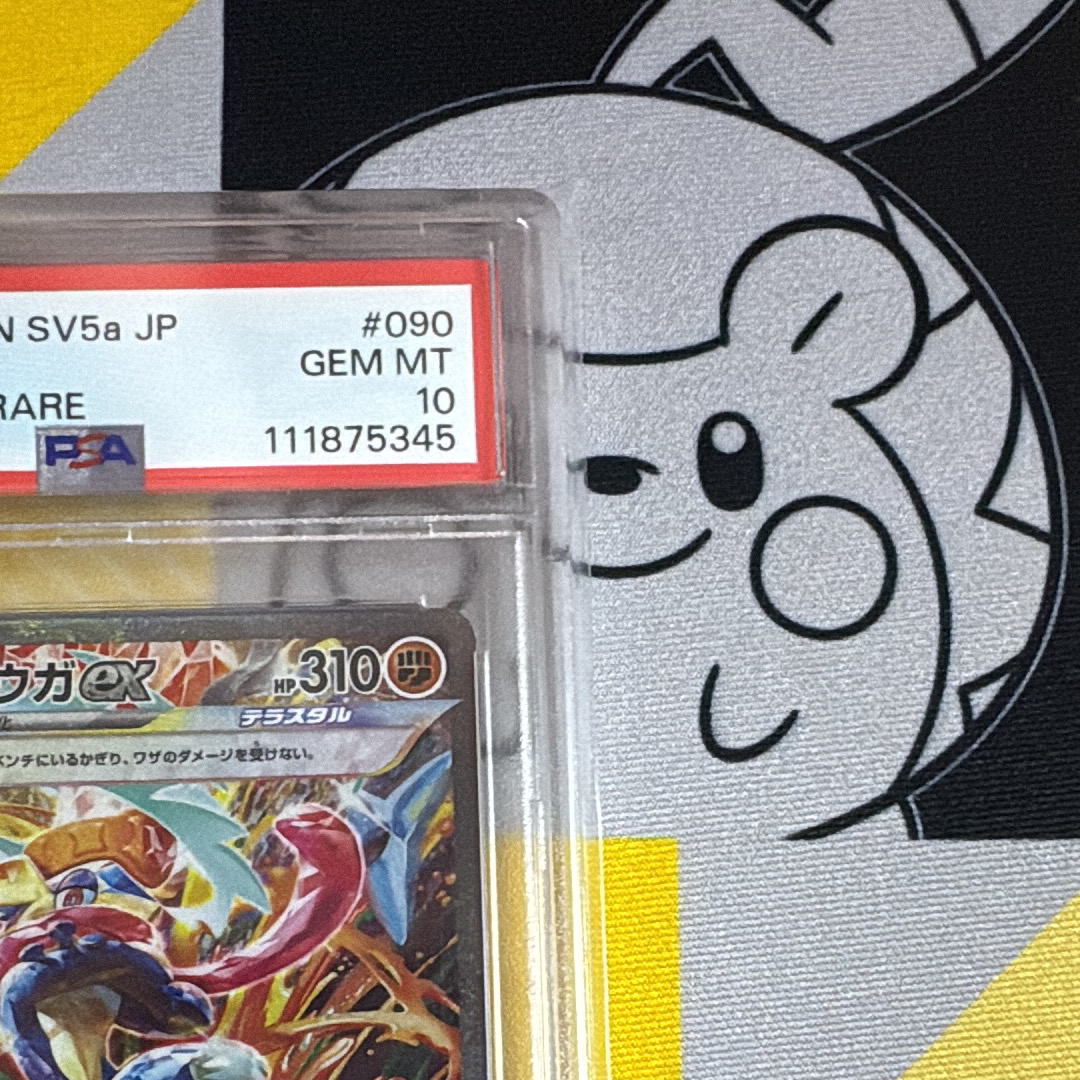 N SV5a JP #090
GEM MT
RARE 10
PSA 111875345
ウガex HP310
テラスタル
ベンチにいるかぎり、ワザのダメージを受けない。